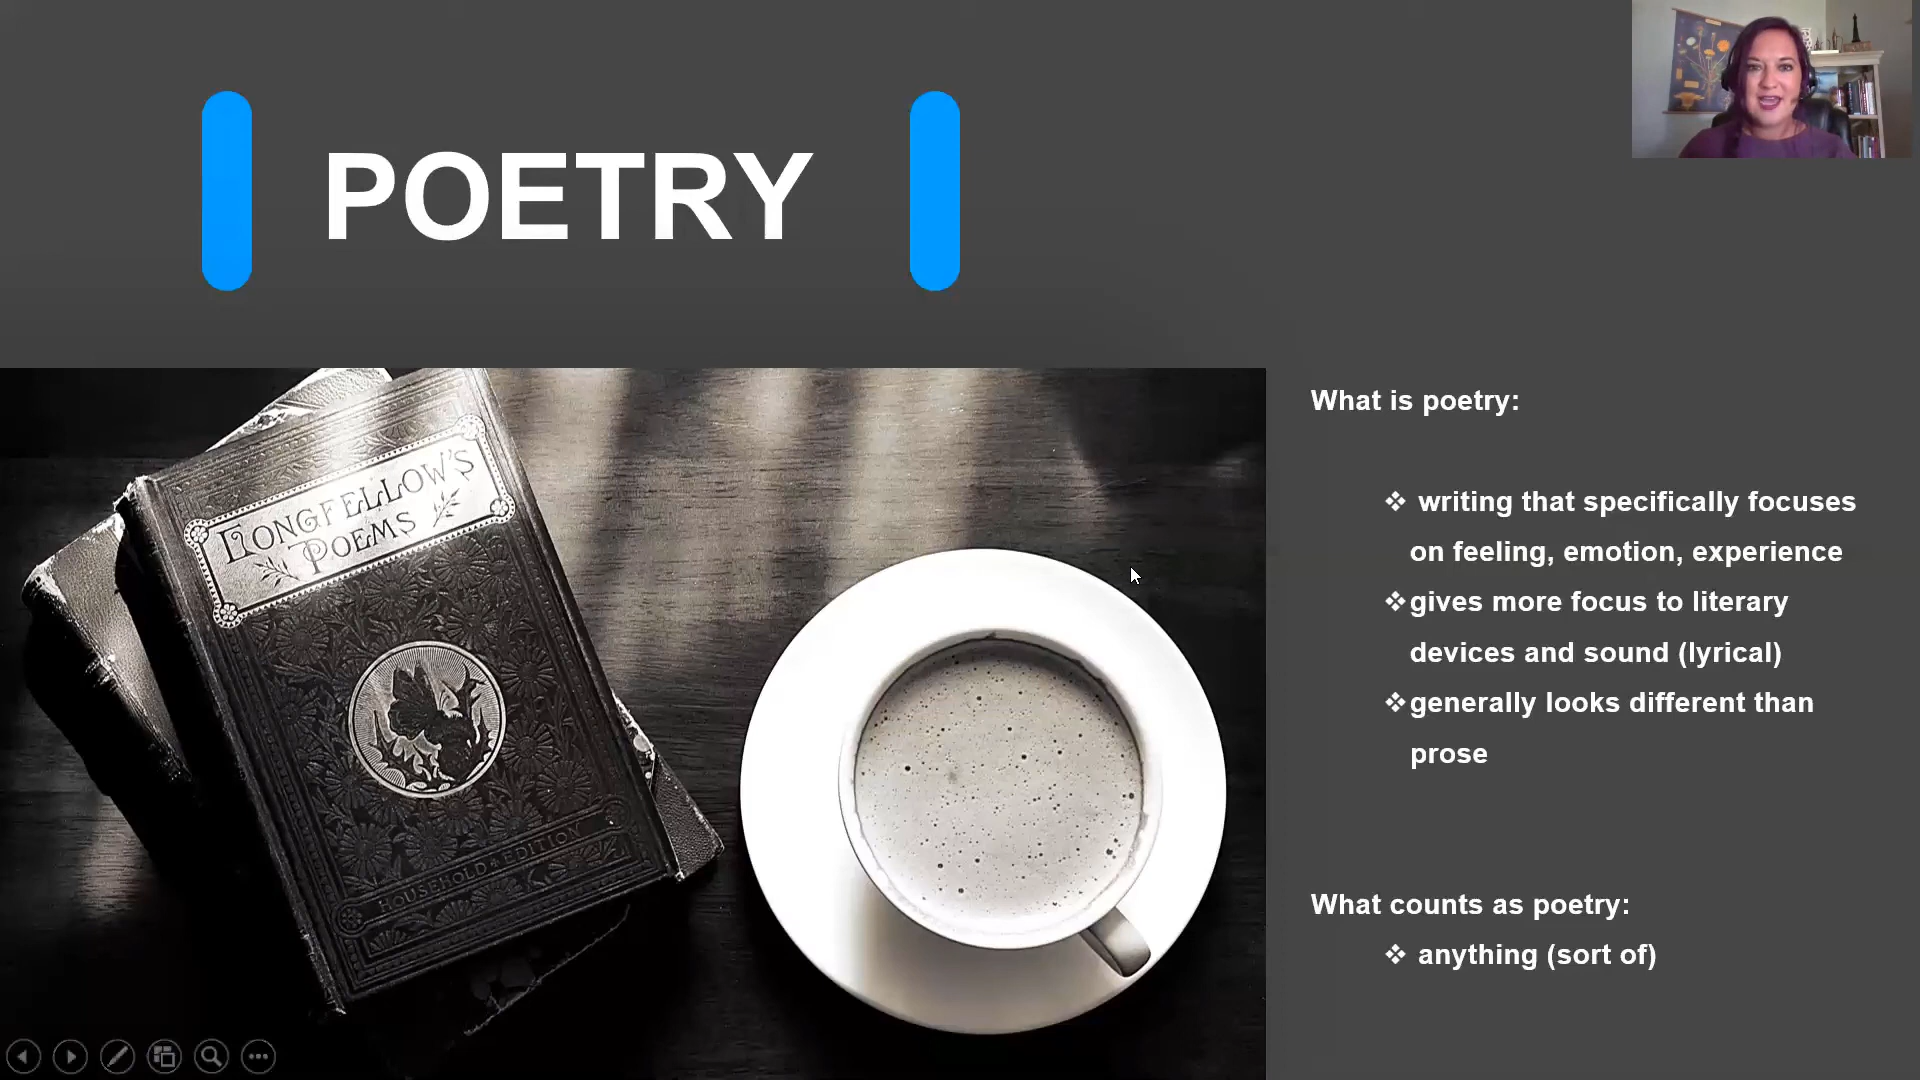 POETRY
LONGFELLOW'S
POEMS
HOUSEHOLD EDITION
What is poetry:
❖ writing that specifically focuses
on feeling, emotion, experience
❖ gives more focus to literary
devices and sound (lyrical)
❖ generally looks different than
prose
What counts as poetry:
❖ anything (sort of)